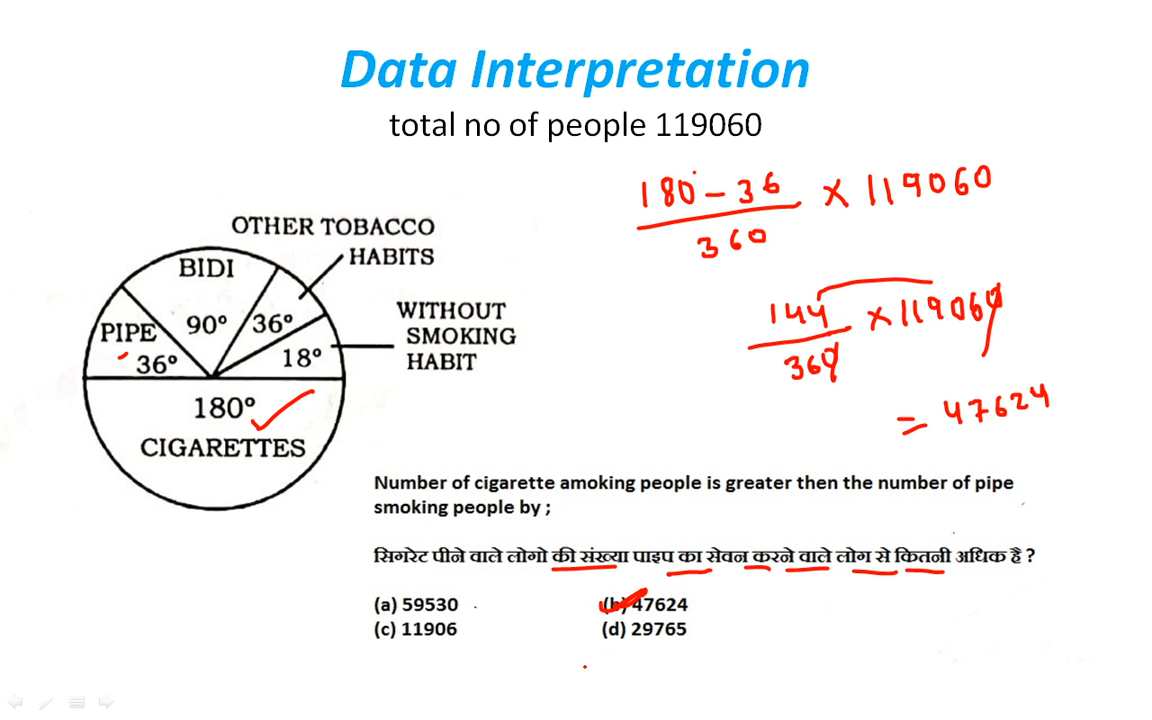 Data Interpretation
total no of people 119060
180 - 36 × 119060
360
OTHER TOBACCO
HABITS
BIDI
WITHOUT
SMOKING
HABIT
PIPE
90°
36°
36°
18°
180°
CIGARETTES
144 × 119060
360
= 47624
Number of cigarette amoking people is greater then the number of pipe
smoking people by ;
सिगरेट पीने वाले लोगो की संख्या पाइप का सेवन करने वाले लोग से कितनी अधिक है ?
(a) 59530 (b) 47624
(c) 11906 (d) 29765